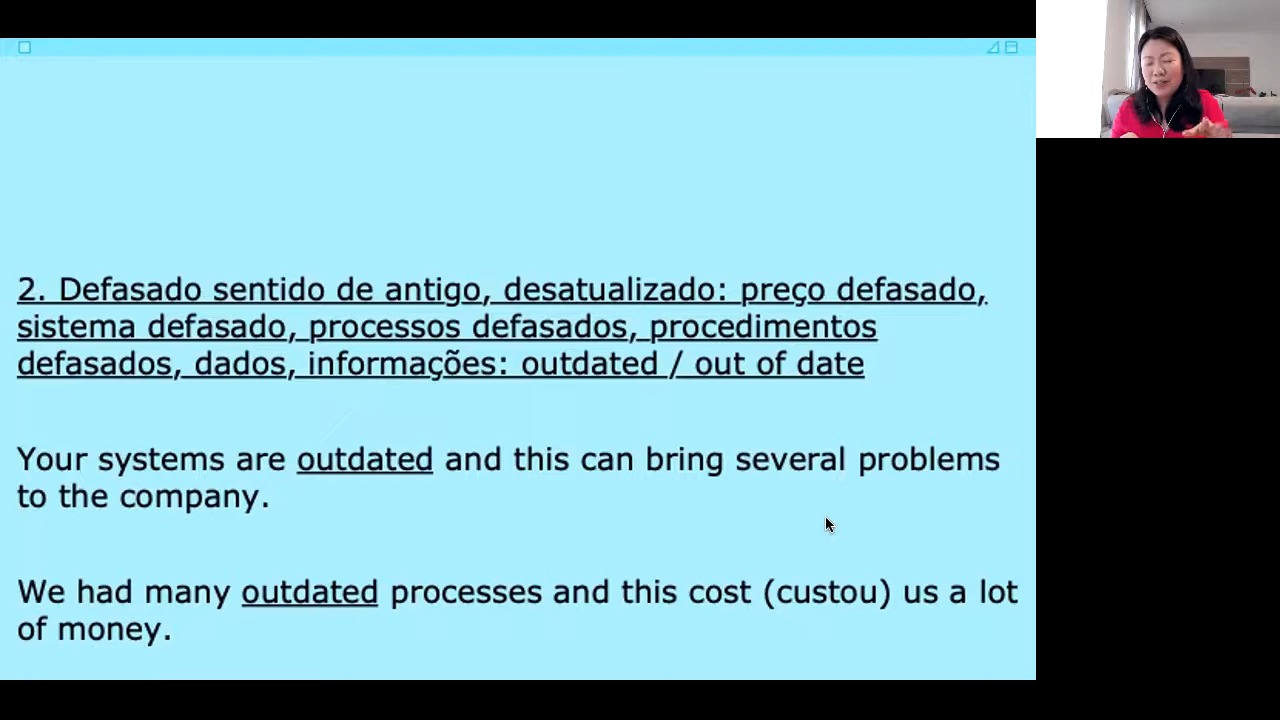 2. Defasado sentido de antigo, desatualizado: preço defasado,
sistema defasado, processos defasados, procedimentos
defasados, dados, informações: outdated / out of date
Your systems are outdated and this can bring several problems
to the company.
We had many outdated processes and this cost (custou) us a lot
of money.